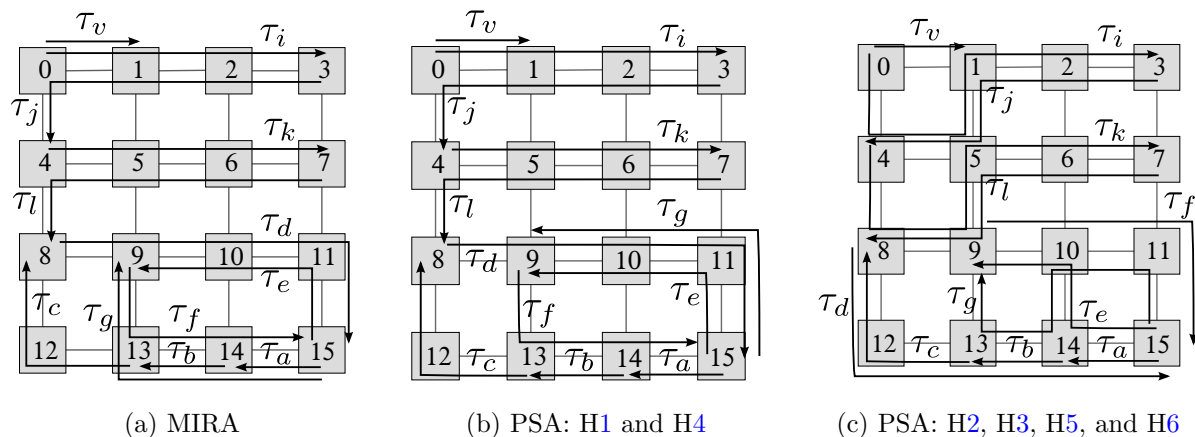 τv τi
0 1 2 3
τj τk
4 5 6 7
τl τd
8 9 10 11
τe
τc τg τf
12 13 τb 14 τa 15
(a) MIRA
τv τi
0 1 2 3
τj τk
4 5 6 7
τl τg
8 τd 9 10 11
τf τe
12 τc 13 τb 14 τa 15
(b) PSA: H1 and H4
τv τi
0 1 2 3
τj τk
4 5 6 7
τl τf
8 9 10 11
τd τg τe
12 τc 13 τb 14 τa 15
(c) PSA: H2, H3, H5, and H6